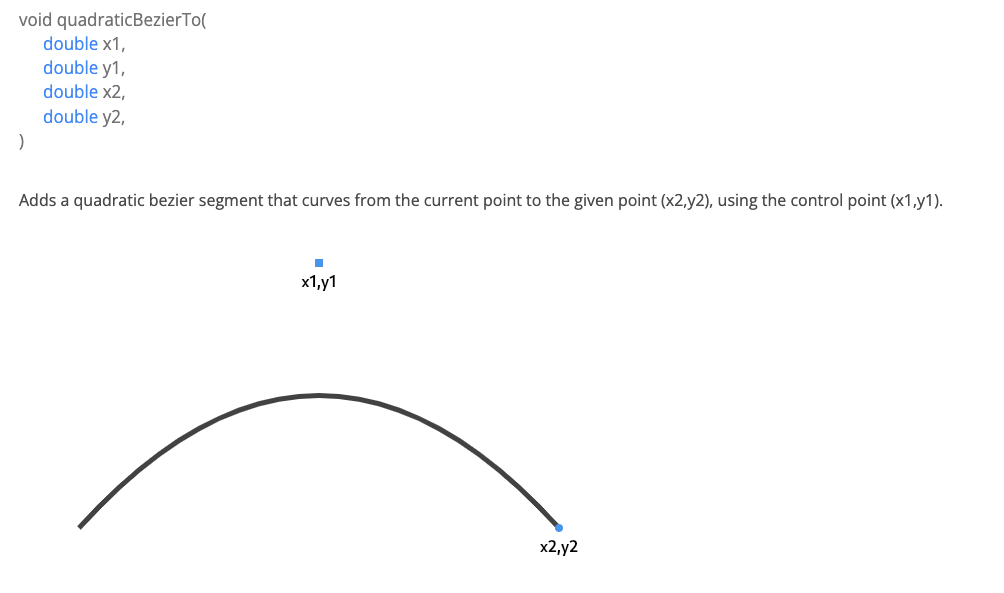 void quadraticBezierTo(
double x1,
double y1,
double x2,
double y2,
)
Adds a quadratic bezier segment that curves from the current point to the given point (x2,y2), using the control point (x1,y1).
x1,y1
x2,y2